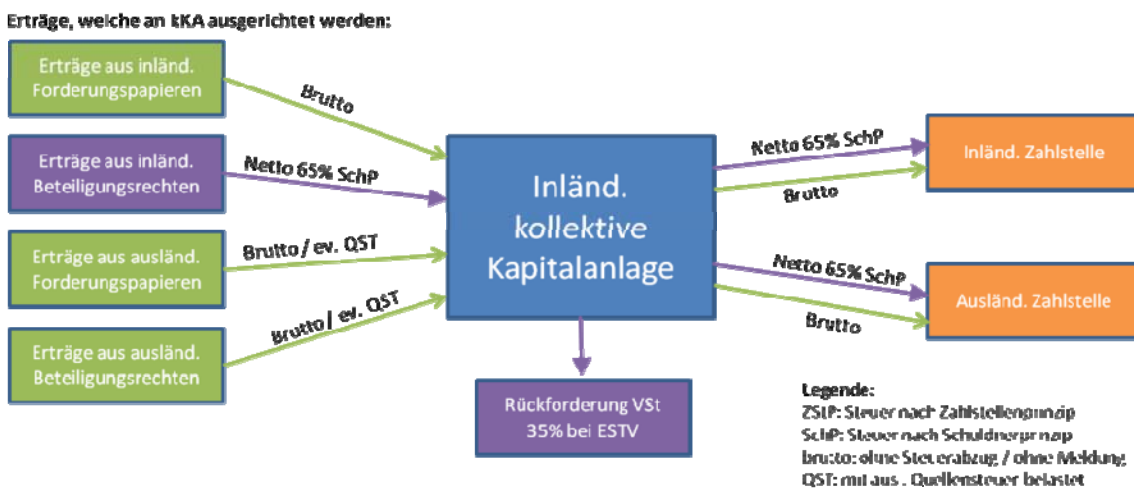 Erträge, welche an kKA ausgerichtet werden:
Erträge aus inländ.
Forderungspapieren
Erträge aus inländ.
Beteiligungsrechten
Erträge aus ausländ.
Forderungspapieren
Erträge aus ausländ.
Beteiligungsrechten
Brutto
Netto 65% SchP
Brutto / ev. QST
Brutto / ev. QST
Inländ.
kollektive
Kapitalanlage
Rückforderung VSt
35% bei ESTV
Netto 65% SchP
Brutto
Netto 65% SchP
Brutto
Inländ. Zahlstelle
Ausländ. Zahlstelle
Legende:
ZStP: Steuer nach Zahlstellenprinzip
SchP: Steuer nach Schuldnerprinzip
brutto: ohne Steuerabzug / ohne Meldung
QST: mit aus . Quellensteuer belastet